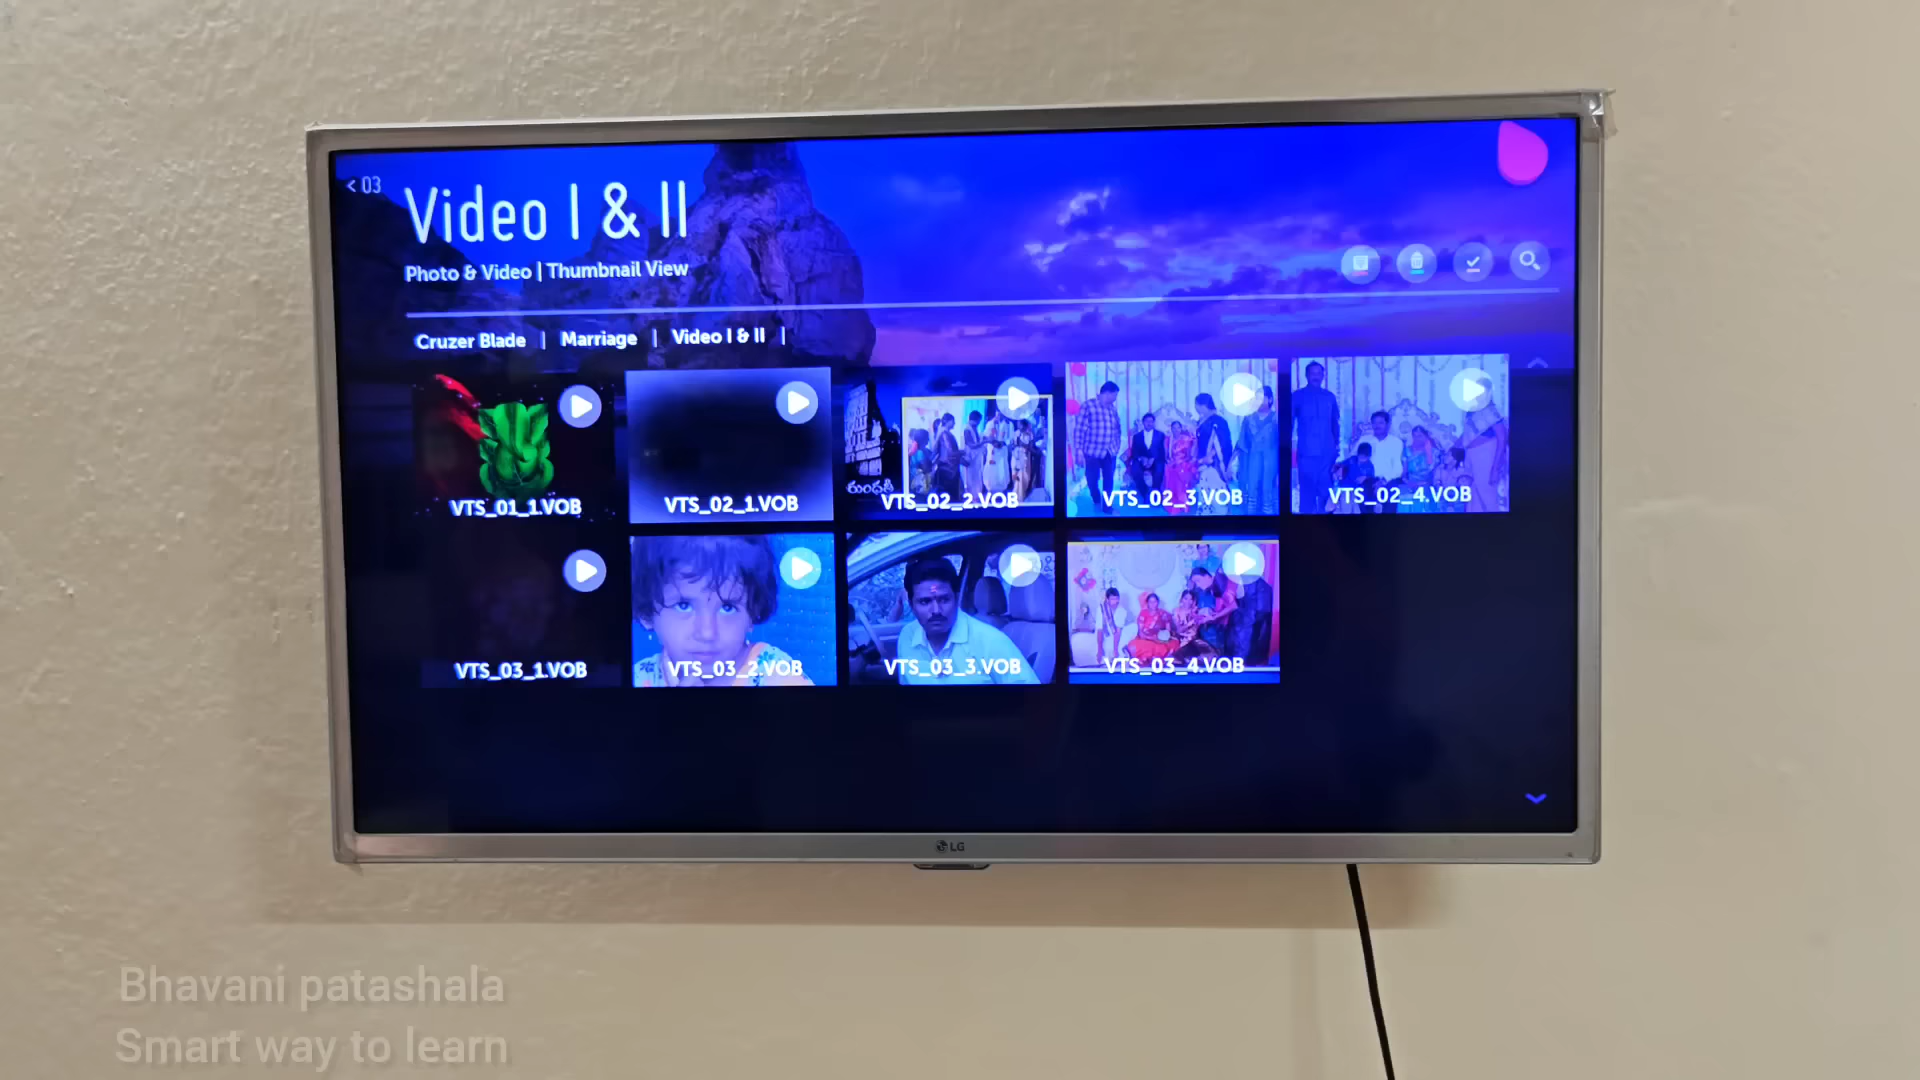 < 03
Video I & II
Photo & Video | Thumbnail View
Cruzer Blade | Marriage | Video I & II |
VTS_01_1.VOB
VTS_02_1.VOB
VTS_02_2.VOB
VTS_02_3.VOB
VTS_02_4.VOB
VTS_03_1.VOB
VTS_03_2.VOB
VTS_03_3.VOB
VTS_03_4.VOB
LG
Bhavani patashala
Smart way to learn